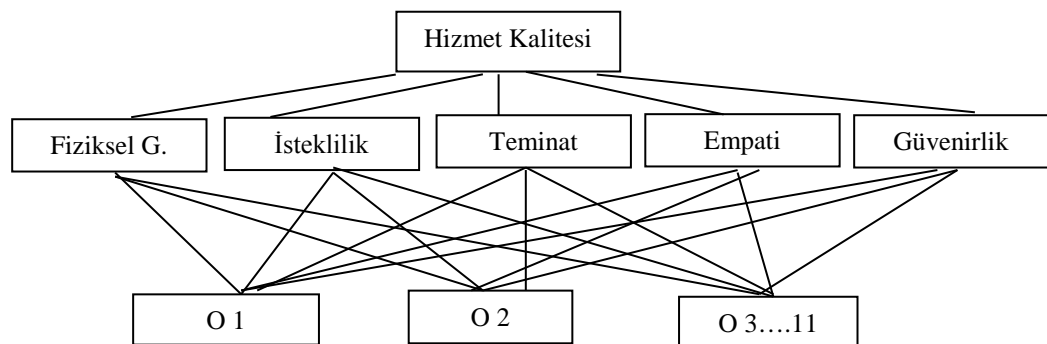 Hizmet Kalitesi
Fiziksel G.
İsteklilik
Teminat
Empati
Güvenirlik
O 1
O 2
O 3….11